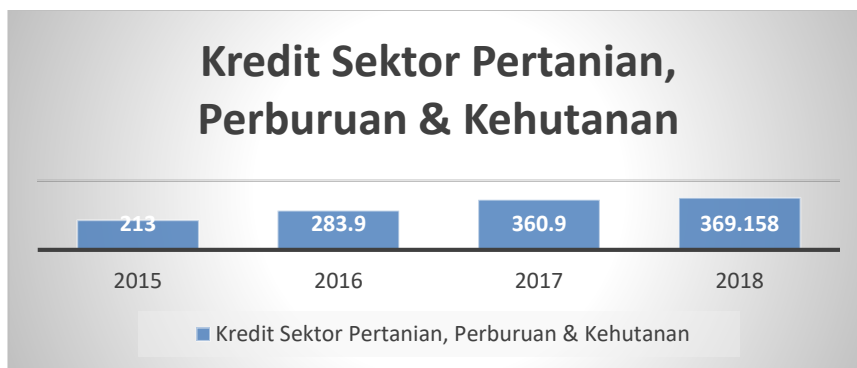 Kredit Sektor Pertanian,
Perburuan & Kehutanan
213 283.9 360.9 369.158
2015 2016 2017 2018
Kredit Sektor Pertanian, Perburuan & Kehutanan